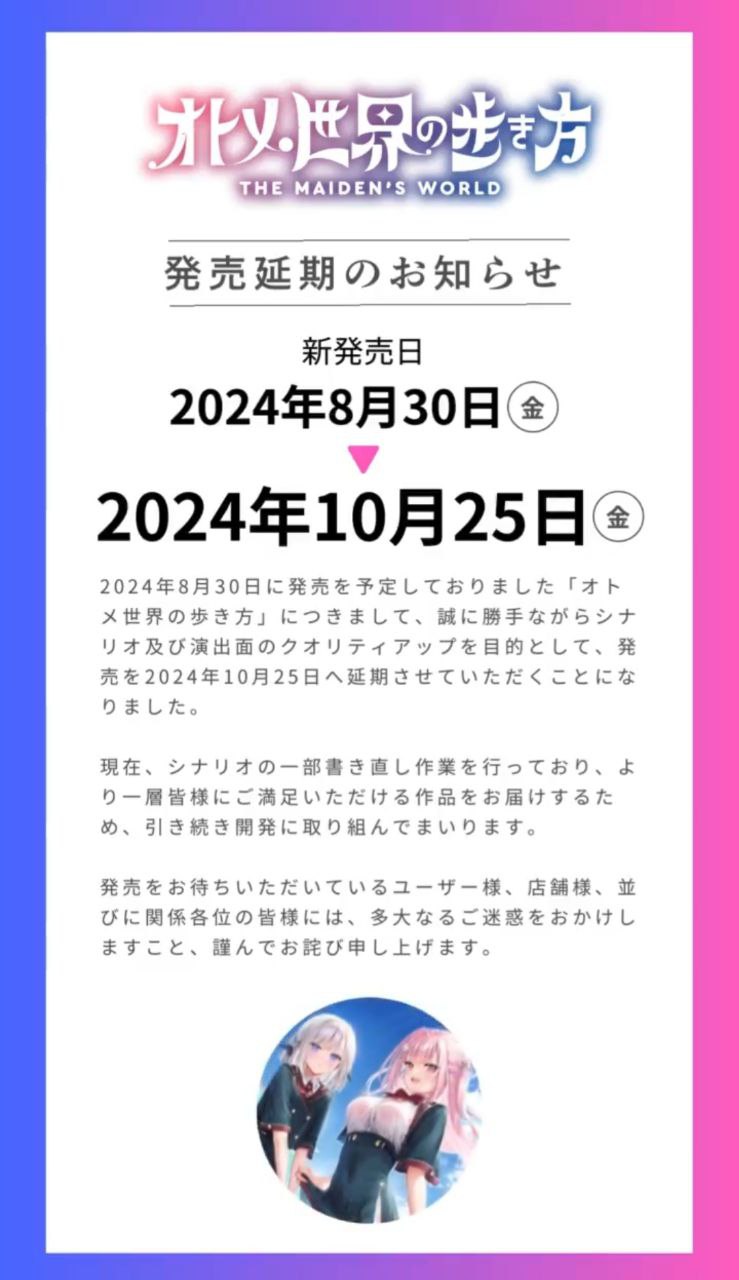 オトメ世界の歩き方
THE MAIDEN'S WORLD
発売延期のお知らせ
新発売日
2024年8月30日 金
2024年10月25日 金
2024年8月30日に発売を予定しておりました「オト
メ世界の歩き方」につきまして、誠に勝手ながらシナ
リオ及び演出面のクオリティアップを目的として、発
売を2024年10月25日へ延期させていただくことにな
りました。
現在、シナリオの一部書き直し作業を行っており、よ
り一層皆様にご満足いただける作品をお届けするた
め、引き続き開発に取り組んでまいります。
発売をお待ちいただいているユーザー様、店舗様、並
びに関係各位の皆様には、多大なるご迷惑をおかけし
ますこと、謹んでお詫び申し上げます。